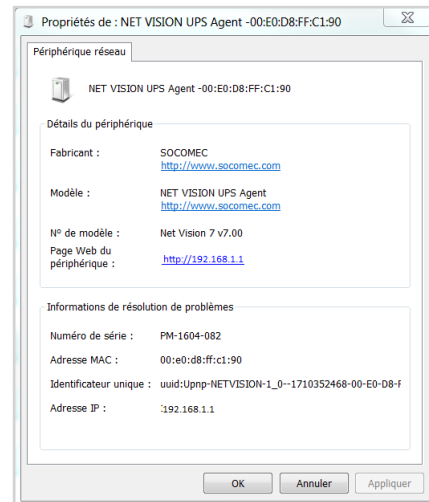 Propriétés de : NET VISION UPS Agent -00:E0:D8:FF:C1:90
Périphérique réseau
NET VISION UPS Agent -00:E0:D8:FF:C1:90
Détails du périphérique
Fabricant : SOCOMEC
http://www.socomec.com
Modèle : NET VISION UPS Agent
http://www.socomec.com
N° de modèle : Net Vision 7 v7.00
Page Web du
périphérique : http://192.168.1.1
Informations de résolution de problèmes
Numéro de série : PM-1604-082
Adresse MAC : 00:e0:d8:ff:c1:90
Identificateur unique : uuid:Upnp-NETVISION-1_0--1710352468-00-E0-D8-F
Adresse IP : 192.168.1.1
OK Annuler Appliquer